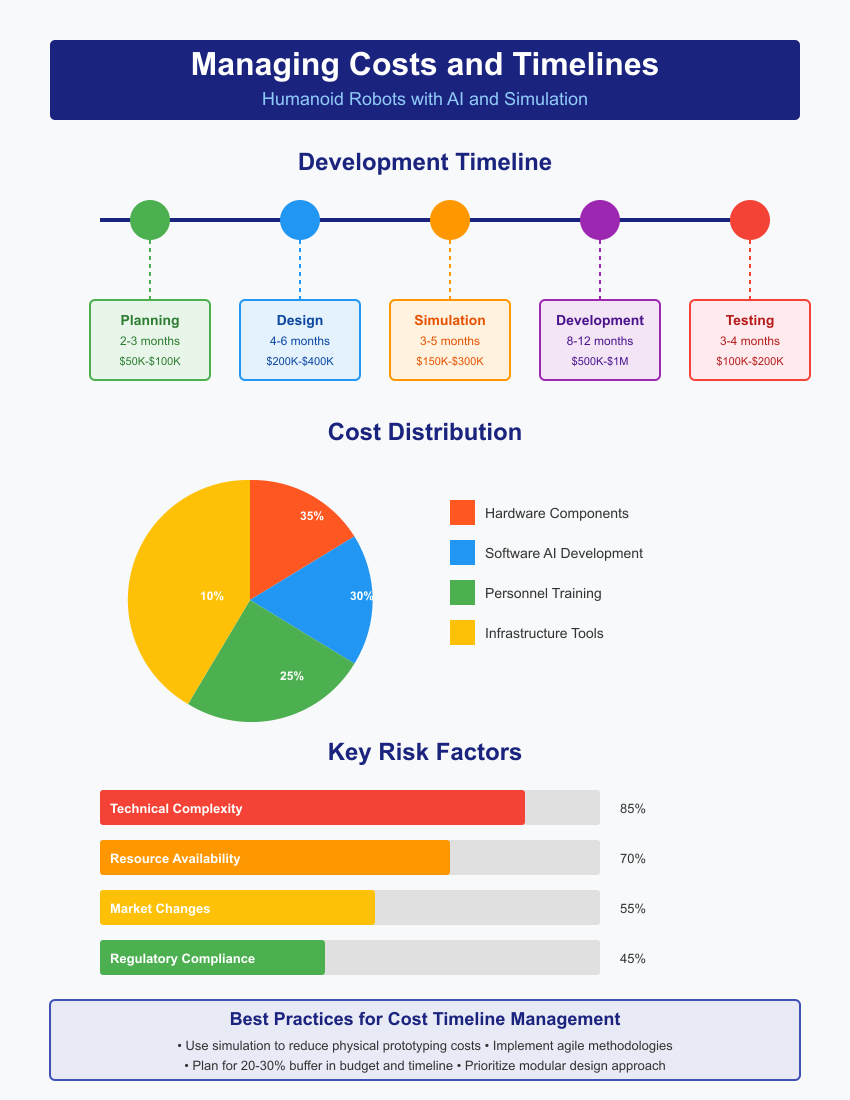 Managing Costs and Timelines
Humanoid Robots with AI and Simulation
Development Timeline
Planning
2-3 months
$50K-$100K
Design
4-6 months
$200K-$400K
Simulation
3-5 months
$150K-$300K
Development
8-12 months
$500K-$1M
Testing
3-4 months
$100K-$200K
Cost Distribution
35%
30%
10%
25%
Hardware Components
Software AI Development
Personnel Training
Infrastructure Tools
Key Risk Factors
Technical Complexity 85%
Resource Availability 70%
Market Changes 55%
Regulatory Compliance 45%
Best Practices for Cost Timeline Management
• Use simulation to reduce physical prototyping costs • Implement agile methodologies
• Plan for 20-30% buffer in budget and timeline • Prioritize modular design approach